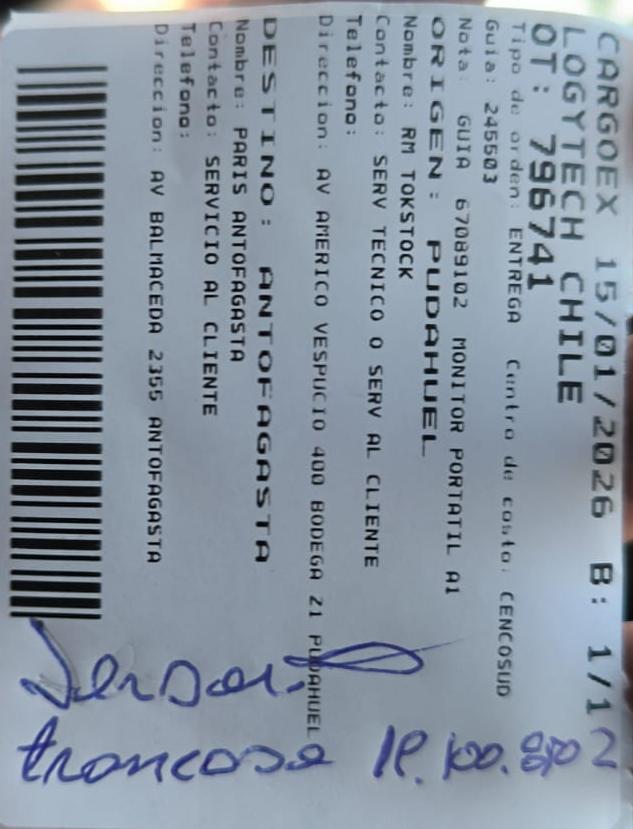 CARGOEX 15/01/2026 B: 1/1
LOGYTECH CHILE
OT: 796741
Tipo de orden: ENTREGA Centro de costo: CENCOSUD
Guia: 245503
Nota: GUIA 67089102 MONITOR PORTATIL A1
ORIGEN: PUDAHUEL
Nombre: RM TOKSTOCK
Contacto: SERV TECNICO O SERV AL CLIENTE
Telefono:
Direccion: AV AMERICO VESPUCIO 400 BODEGA 21 PUDAHUEL
DESTINO: ANTOFAGASTA
Nombre: PARIS ANTOFAGASTA
Contacto: SERVICIO AL CLIENTE
Telefono:
Direccion: AV BALMACEDA 2355 ANTOFAGASTA